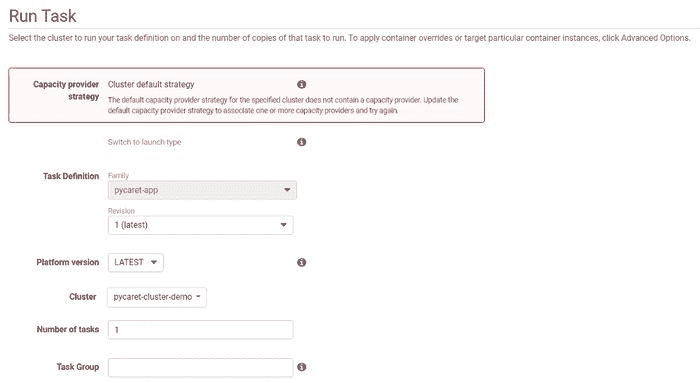 Run Task
Select the cluster to run your task definition on and the number of copies of that task to run. To apply container overrides or target particular container instances, click Advanced Options.
Capacity provider strategy
Cluster default strategy
The default capacity provider strategy for the specified cluster does not contain a capacity provider. Update the
default capacity provider strategy to associate one or more capacity providers and try again.
Switch to launch type
Task Definition
Family
pycaret-app
Revision
1 (latest)
Platform version
LATEST
Cluster
pycaret-cluster-demo
Number of tasks
1
Task Group